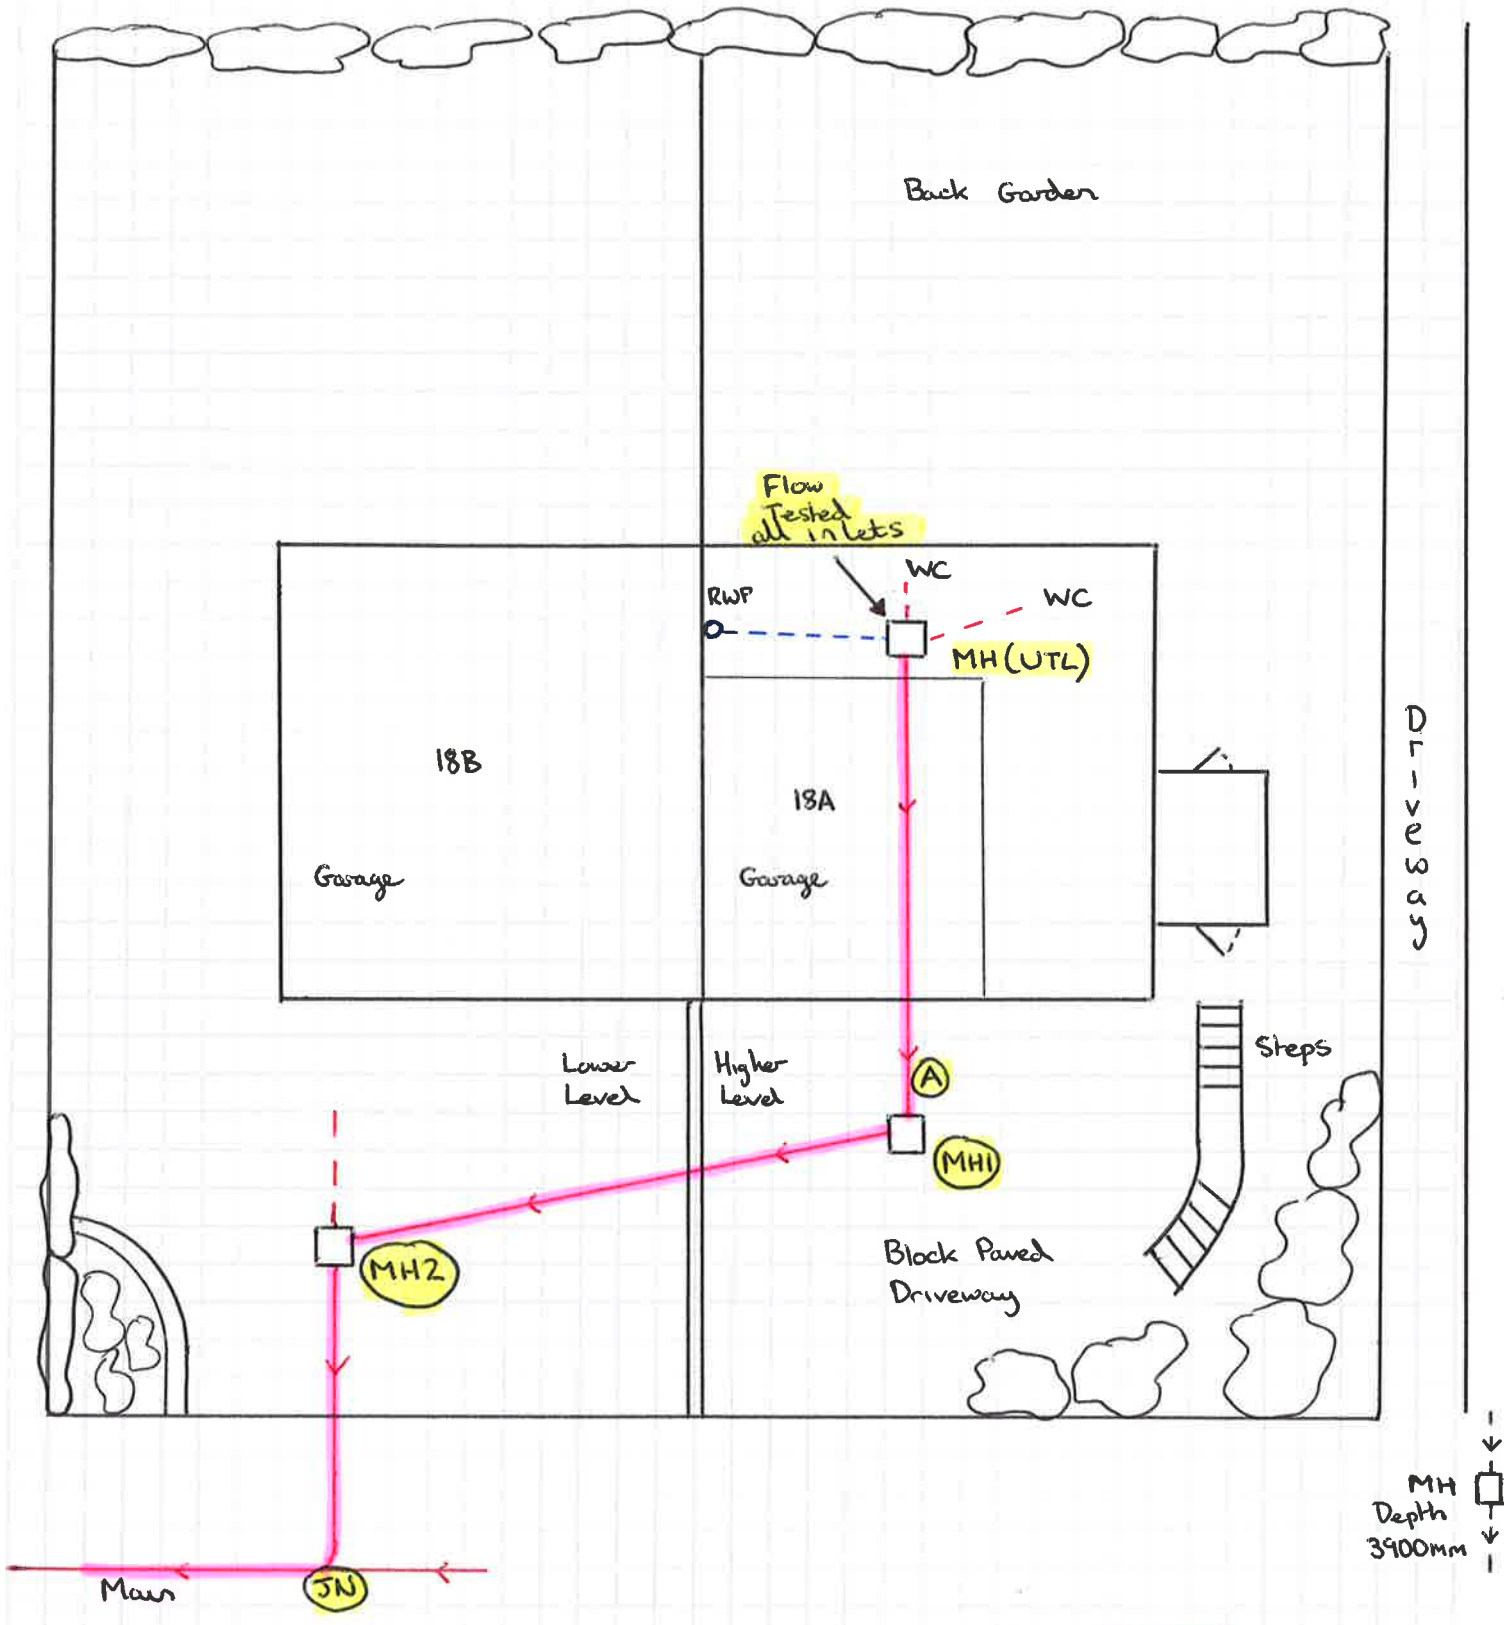 Back Garden
Flow
Tested
all inlets
WC
RWP
WC
MH(UTL)
18B
18A
Garage
Garage
Driveway
Lower
Level
Higher
Level
Steps
A
MH1
MH2
Block Paved
Driveway
MH
Depth
3900mm
Main
JN